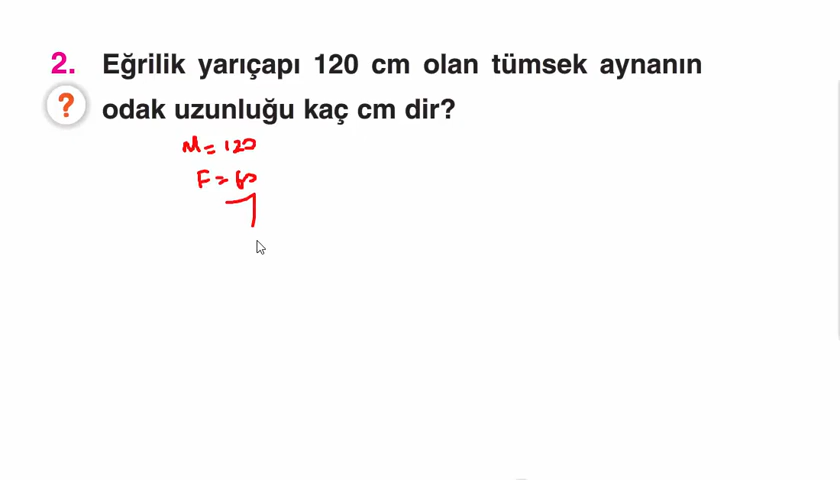 2. Eğrilik yarıçapı 120 cm olan tümsek aynanın
? odak uzunluğu kaç cm dir?
M = 120
F = 60